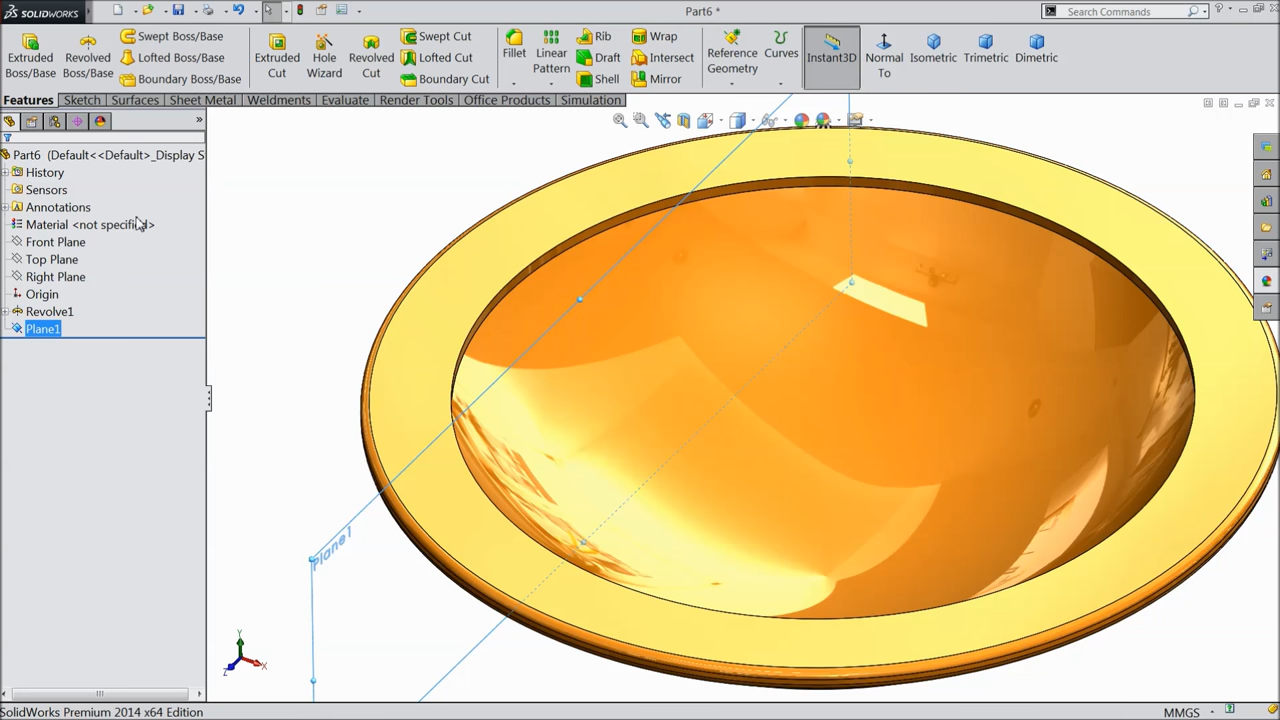 SOLIDWORKS
Part6 *
Search Commands
Extruded Boss/Base
Revolved Boss/Base
Swept Boss/Base
Lofted Boss/Base
Boundary Boss/Base
Extruded Cut
Hole Wizard
Revolved Cut
Swept Cut
Lofted Cut
Boundary Cut
Fillet
Linear Pattern
Rib
Draft
Shell
Wrap
Intersect
Mirror
Reference Geometry
Curves
Instant3D
Normal To
Isometric
Trimetric
Dimetric
Features Sketch Surfaces Sheet Metal Weldments Evaluate Render Tools Office Products Simulation
Part6 (Default<<Default>_Display S
History
Sensors
Annotations
Material <not specified>
Front Plane
Top Plane
Right Plane
Origin
Revolve1
Plane1
Plane1
Y
X
Z
SolidWorks Premium 2014 x64 Edition
MMGS